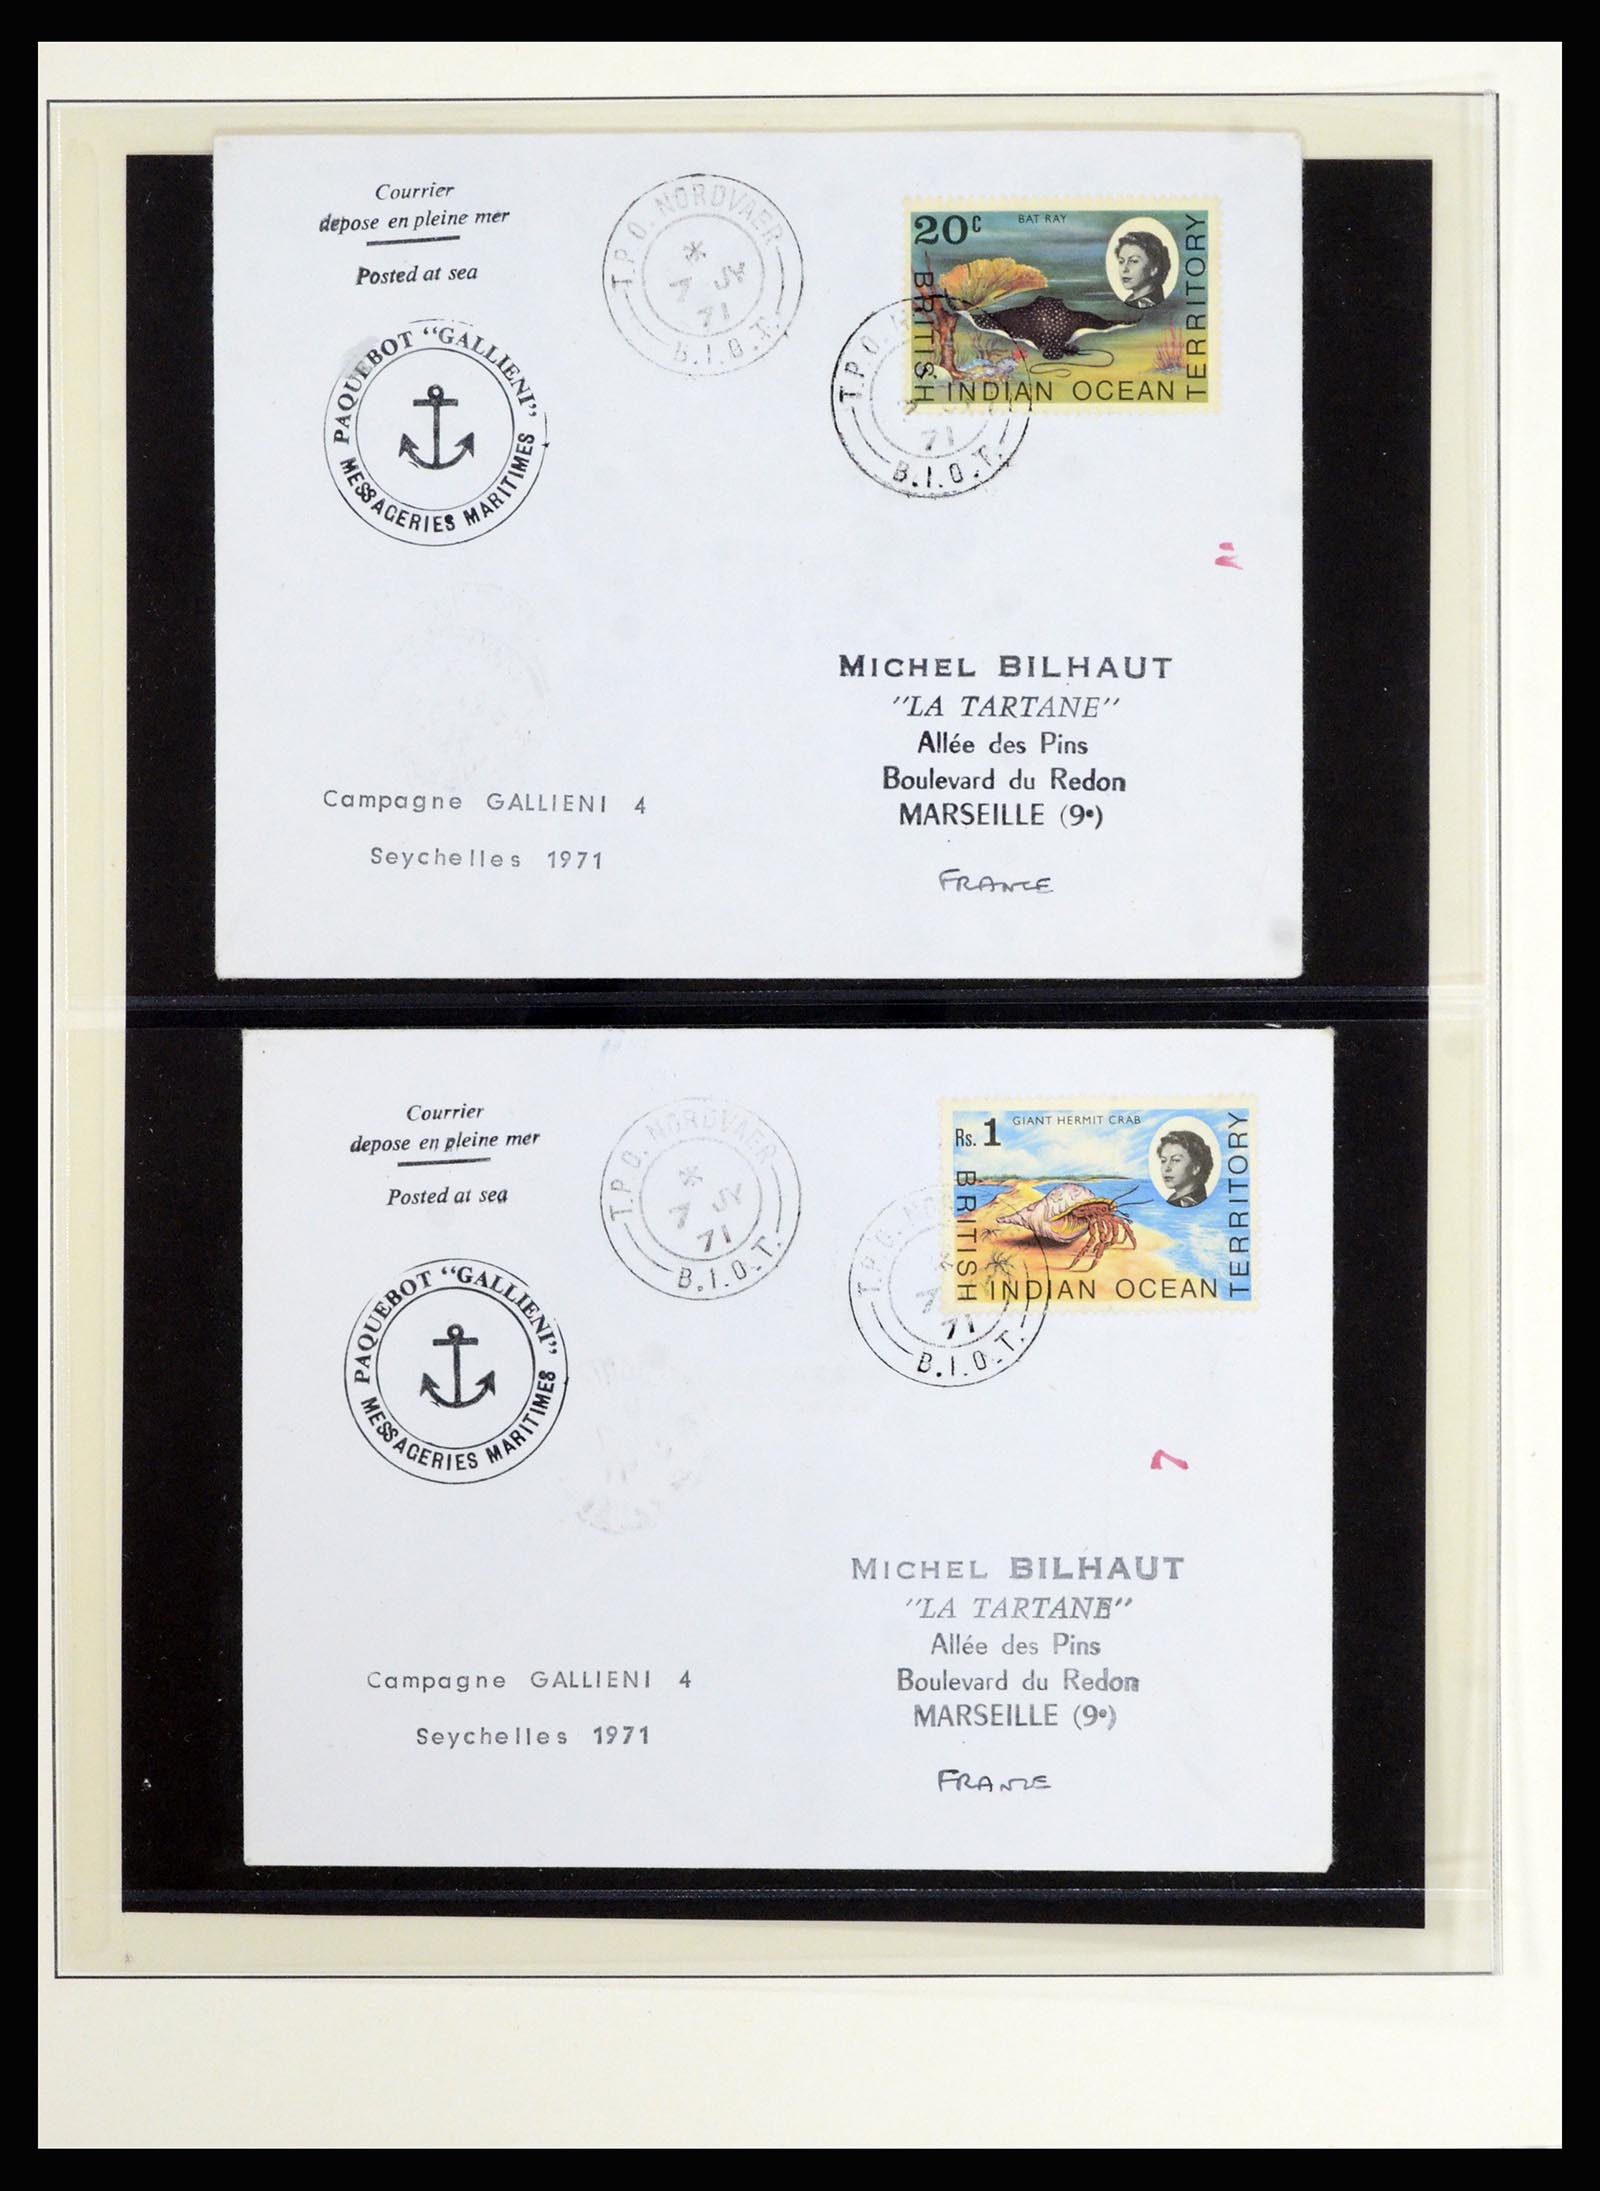 Courrier
depose en pleine mer
Posted at sea
PAQUEBOT "GALLIENI"
MESSAGERIES MARITIMES
T.P.O. NORDVAER
7 JY
71
B.I.O.T.
20c
BAT RAY
BRITISH INDIAN OCEAN TERRITORY
T.P.O.
71
B.I.O.T.
MICHEL BILHAUT
"LA TARTANE"
Allée des Pins
Boulevard du Redon
MARSEILLE (9e)
FRANCE
Campagne GALLIENI 4
Seychelles 1971
Courrier
depose en pleine mer
Posted at sea
PAQUEBOT "GALLIENI"
MESSAGERIES MARITIMES
T.P.O. NORDVAER
7 JY
71
B.I.O.T.
Rs. 1
GIANT HERMIT CRAB
BRITISH INDIAN OCEAN TERRITORY
T.P.O.
7
71
B.I.O.T.
MICHEL BILHAUT
"LA TARTANE"
Allée des Pins
Boulevard du Redon
MARSEILLE (9e)
FRANCE
Campagne GALLIENI 4
Seychelles 1971